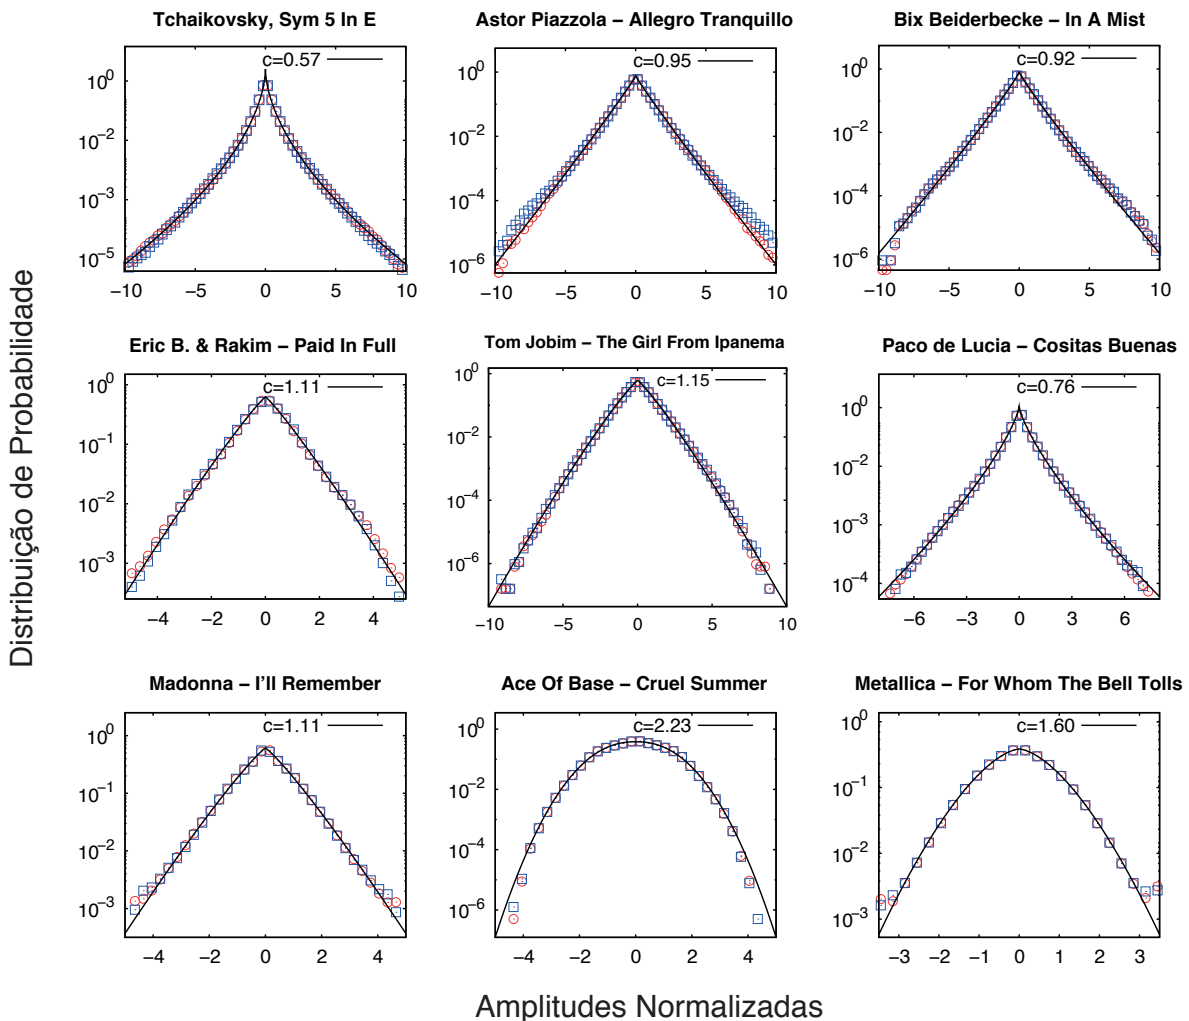 Distribuição de Probabilidade
Tchaikovsky, Sym 5 In E
c=0.57
10^0
10^-2
10^-3
10^-5
−10 −5 0 5 10
Astor Piazzola − Allegro Tranquillo
c=0.95
10^0
10^-2
10^-4
10^-6
−10 −5 0 5 10
Bix Beiderbecke − In A Mist
c=0.92
10^0
10^-2
10^-4
10^-6
−10 −5 0 5 10
Eric B. & Rakim − Paid In Full
c=1.11
10^0
10^-1
10^-2
10^-3
−4 −2 0 2 4
Tom Jobim − The Girl From Ipanema
c=1.15
10^0
10^-2
10^-4
10^-6
−10 −5 0 5 10
Paco de Lucia − Cositas Buenas
c=0.76
10^0
10^-2
10^-3
10^-4
−6 −3 0 3 6
Madonna − I'll Remember
c=1.11
10^0
10^-1
10^-2
10^-3
−4 −2 0 2 4
Ace Of Base − Cruel Summer
c=2.23
10^0
10^-2
10^-4
10^-6
−4 −2 0 2 4
Metallica − For Whom The Bell Tolls
c=1.60
10^0
10^-1
10^-2
10^-3
−3 −2 −1 0 1 2 3
Amplitudes Normalizadas